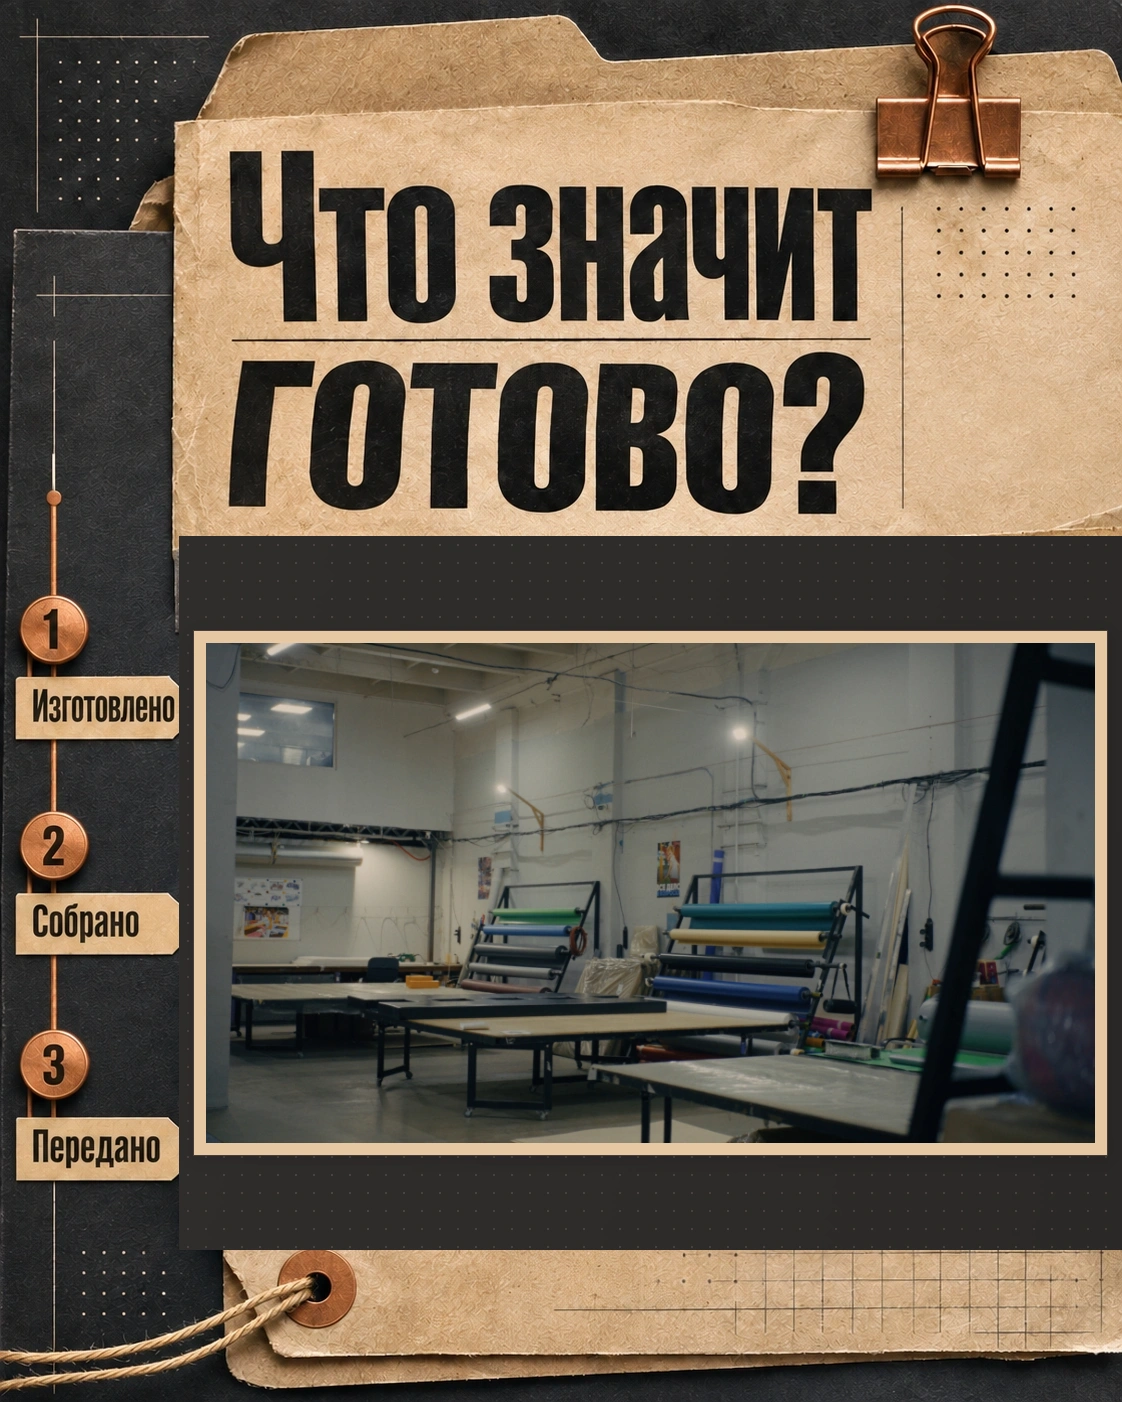 Что значит
готово?
1
Изготовлено
2
Собрано
3
Передано